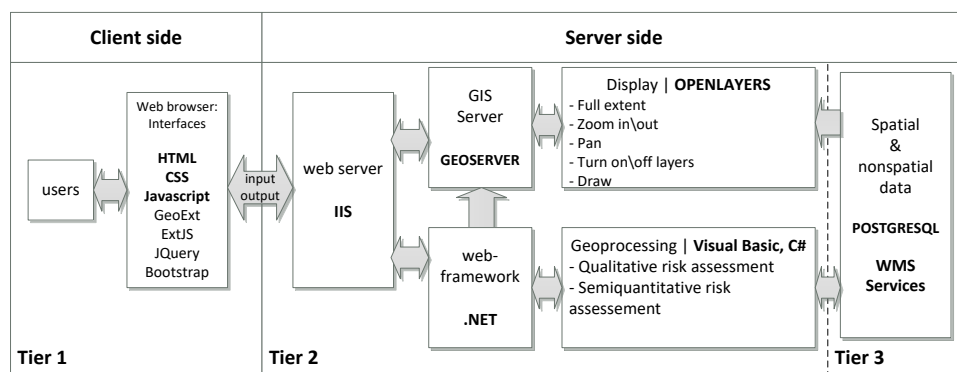 Client side
Server side
users
Web browser:
Interfaces
HTML
CSS
Javascript
GeoExt
ExtJS
JQuery
Bootstrap
input
output
web server
IIS
GIS
Server
GEOSERVER
web-
framework
.NET
Display | OPENLAYERS
- Full extent
- Zoom in\out
- Pan
- Turn on\off layers
- Draw
Geoprocessing | Visual Basic, C#
- Qualitative risk assessment
- Semiquantitative risk
assessement
Spatial
&
nonspatial
data
POSTGRESQL
WMS
Services
Tier 1
Tier 2
Tier 3